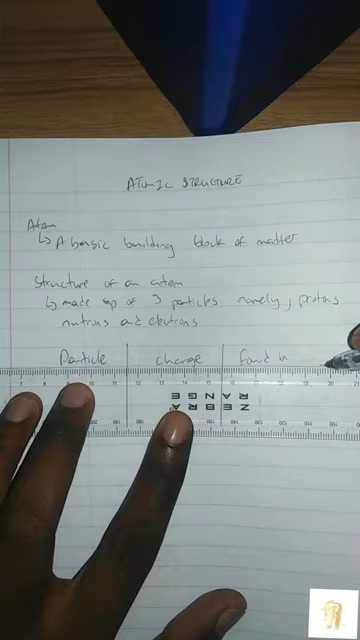 ATOMIC STRUCTURE
Atom
↳ A basic building block of matter
Structure of an atom
↳ made up of 3 particles namely, protons
nutrons and electrons
Particle charge found in
ZEBRA
RANGE